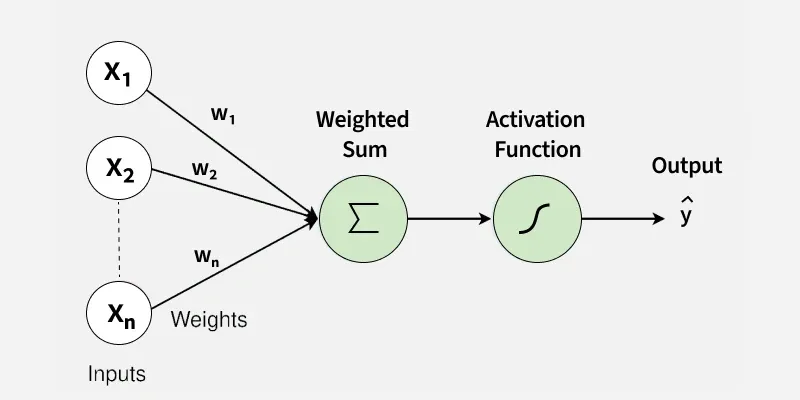 X₁
w₁
Weighted
Sum
Activation
Function
X₂
w₂
Output
Σ
ŷ
wₙ
Xₙ
Weights
Inputs